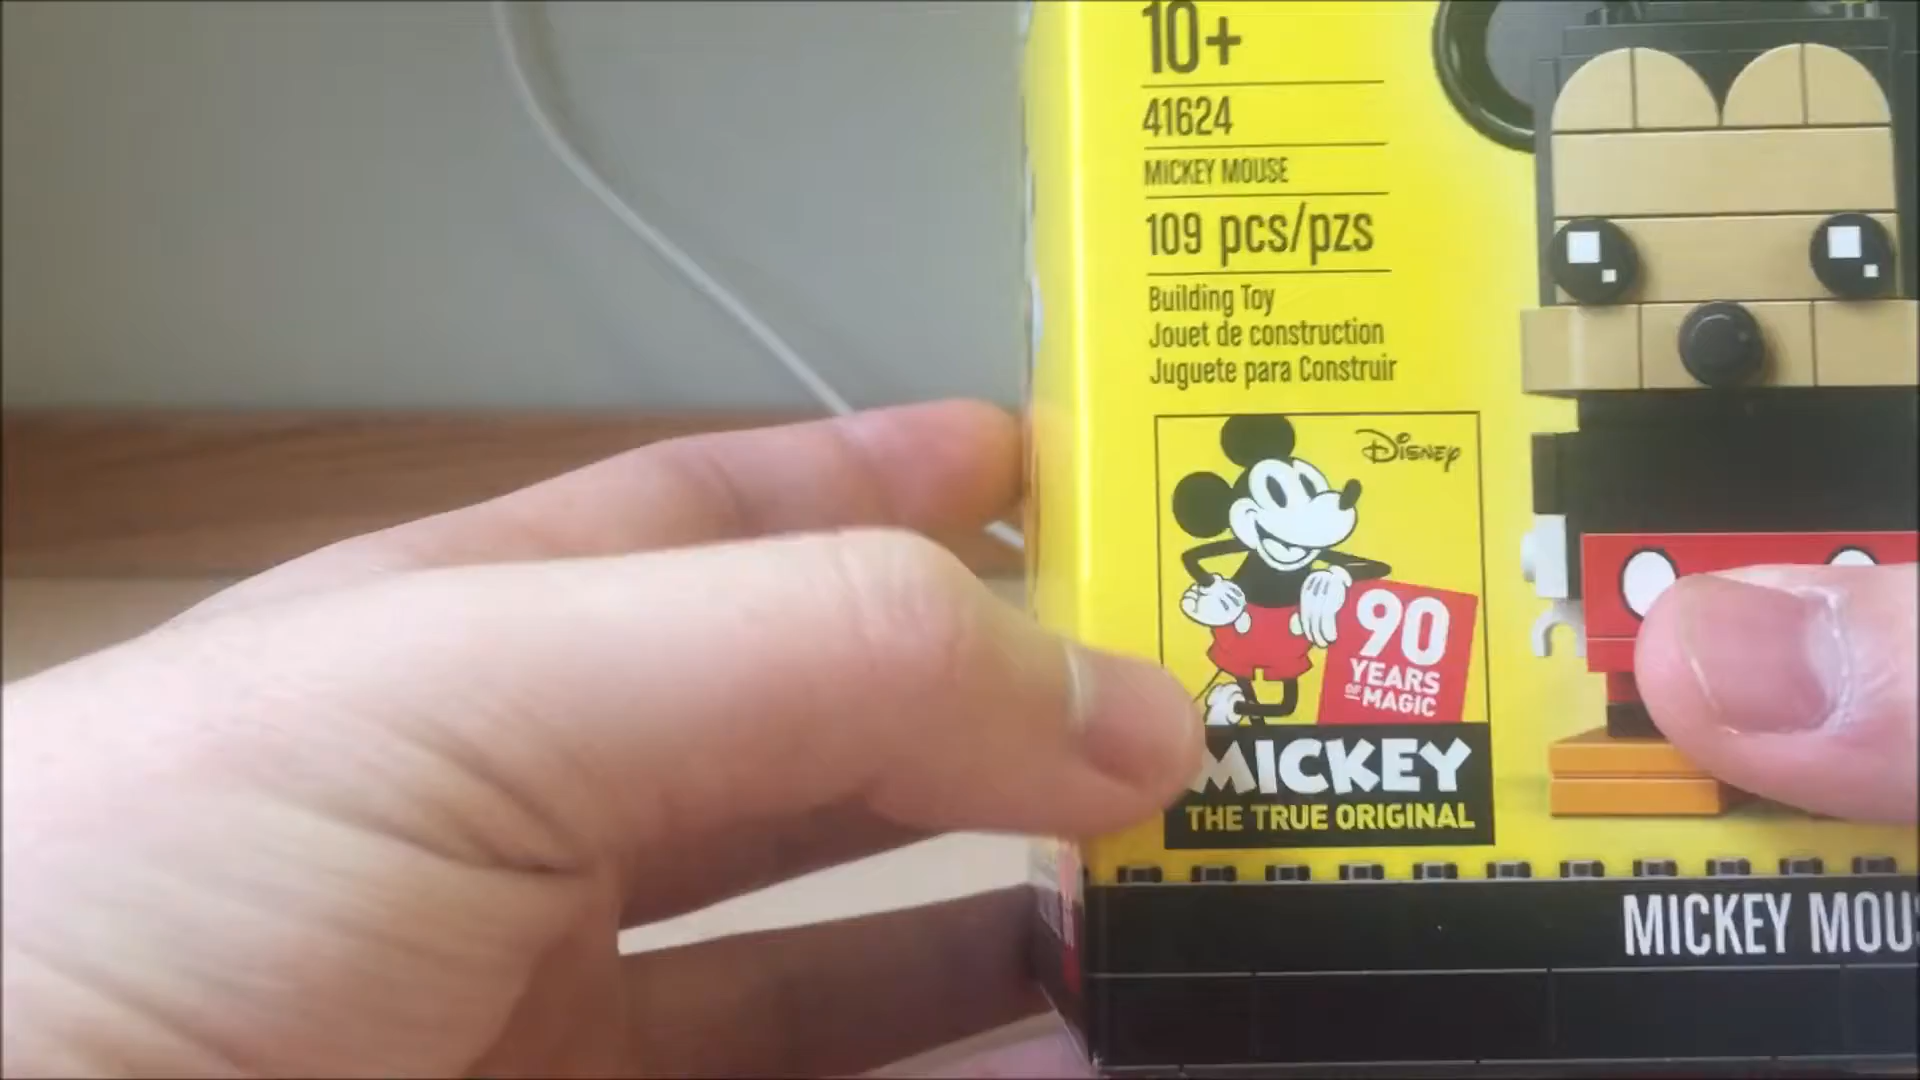 10+
41624
MICKEY MOUSE
109 pcs/pzs
Building Toy
Jouet de construction
Juguete para Construir
Disney
90
YEARS
OF MAGIC
MICKEY
THE TRUE ORIGINAL
MICKEY MOU